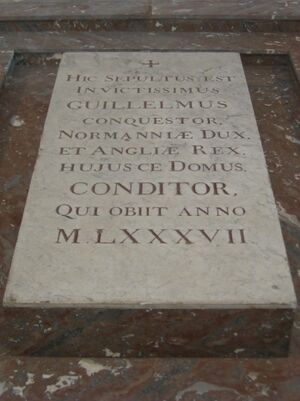 HIC SEPULTUS EST
INVICTISSIMUS
GUILLELMUS
CONQUESTOR,
NORMANNIÆ DUX,
ET ANGLIÆ REX,
HUJUSCE DOMUS,
CONDITOR,
QUI OBIIT ANNO
M.LXXXVII